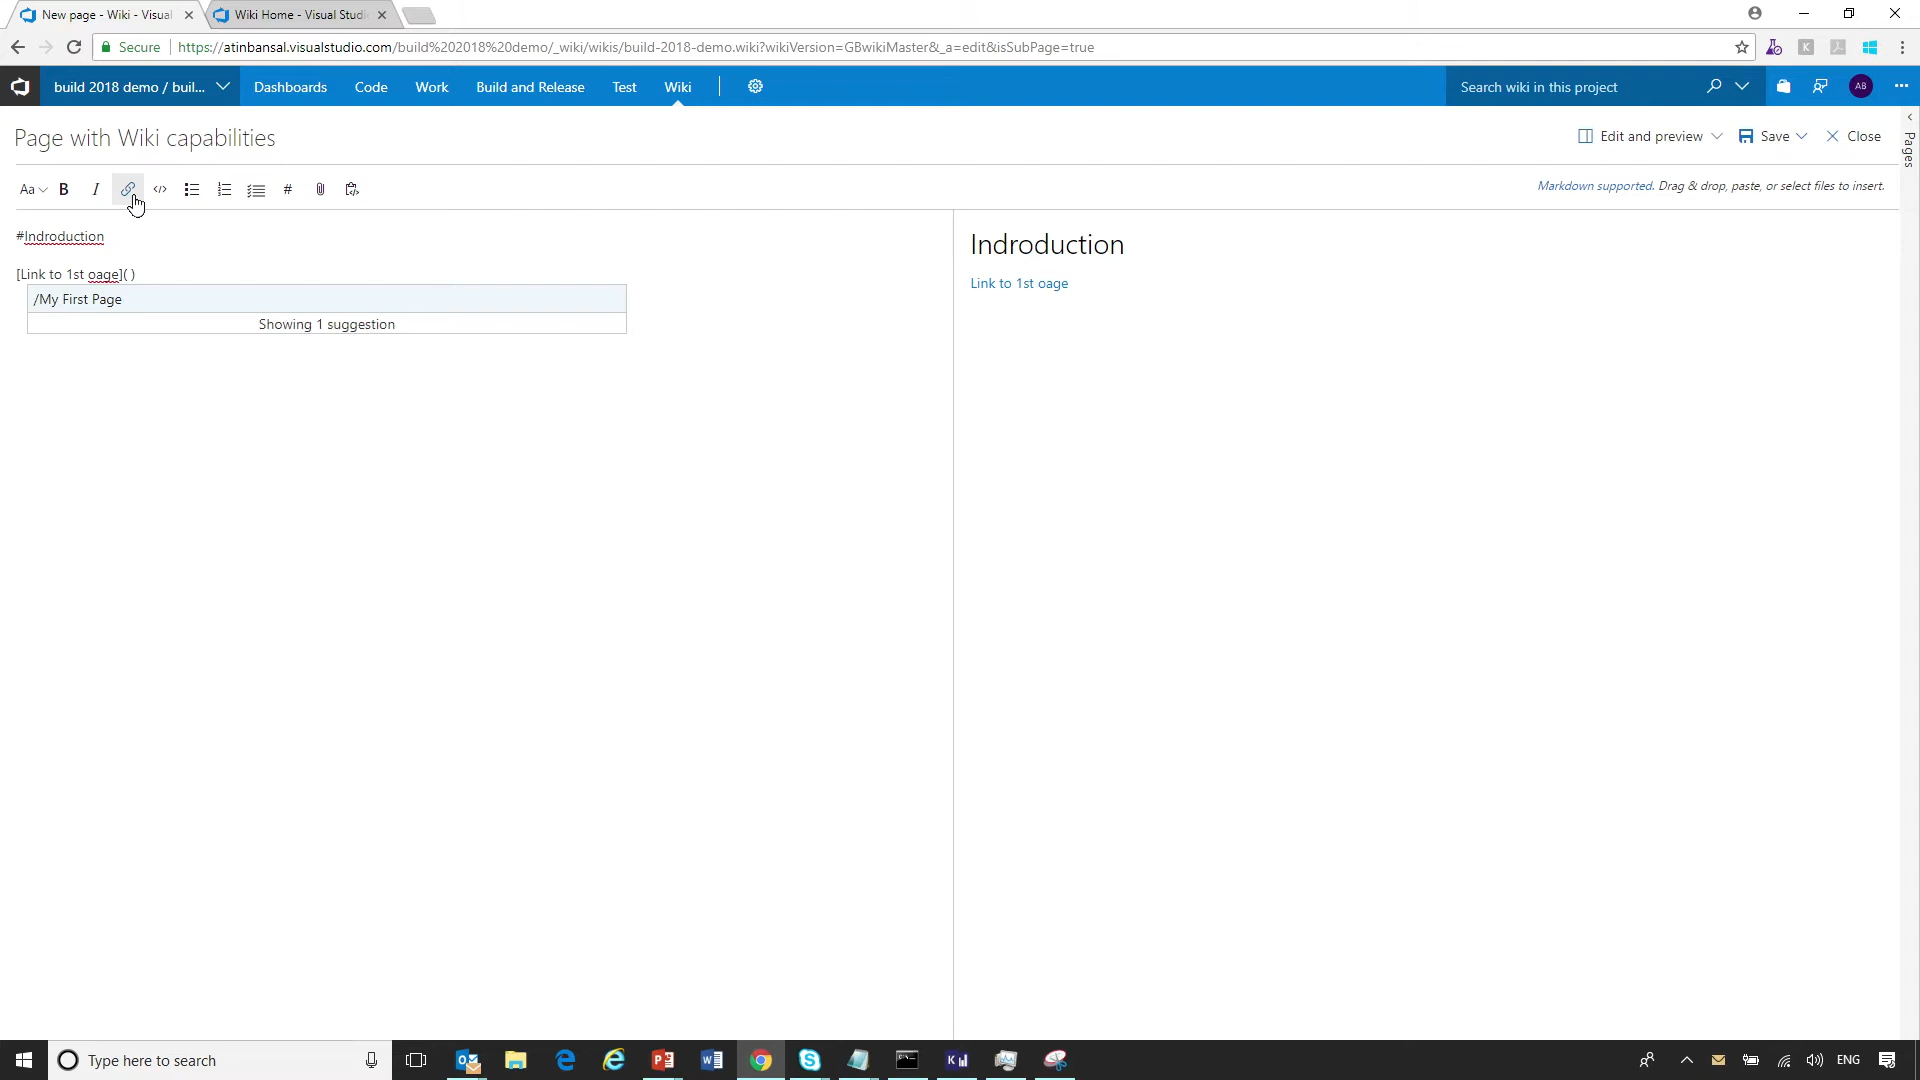 New page - Wiki - Visual
Wiki Home - Visual Studi
Secure
https://atinbansal.visualstudio.com/build%202018%20demo/_wiki/wikis/build-2018-demo.wiki?wikiVersion=GBwikiMaster&_a=edit&isSubPage=true
build 2018 demo / buil...
Dashboards
Code
Work
Build and Release
Test
Wiki
Search wiki in this project
AB
Page with Wiki capabilities
Edit and preview
Save
Close
Pages
Aa
B
I
</>
#
Markdown supported. Drag & drop, paste, or select files to insert.
#Indroduction
[Link to 1st oage]( )
/My First Page
Showing 1 suggestion
Indroduction
Link to 1st oage
Type here to search
ENG